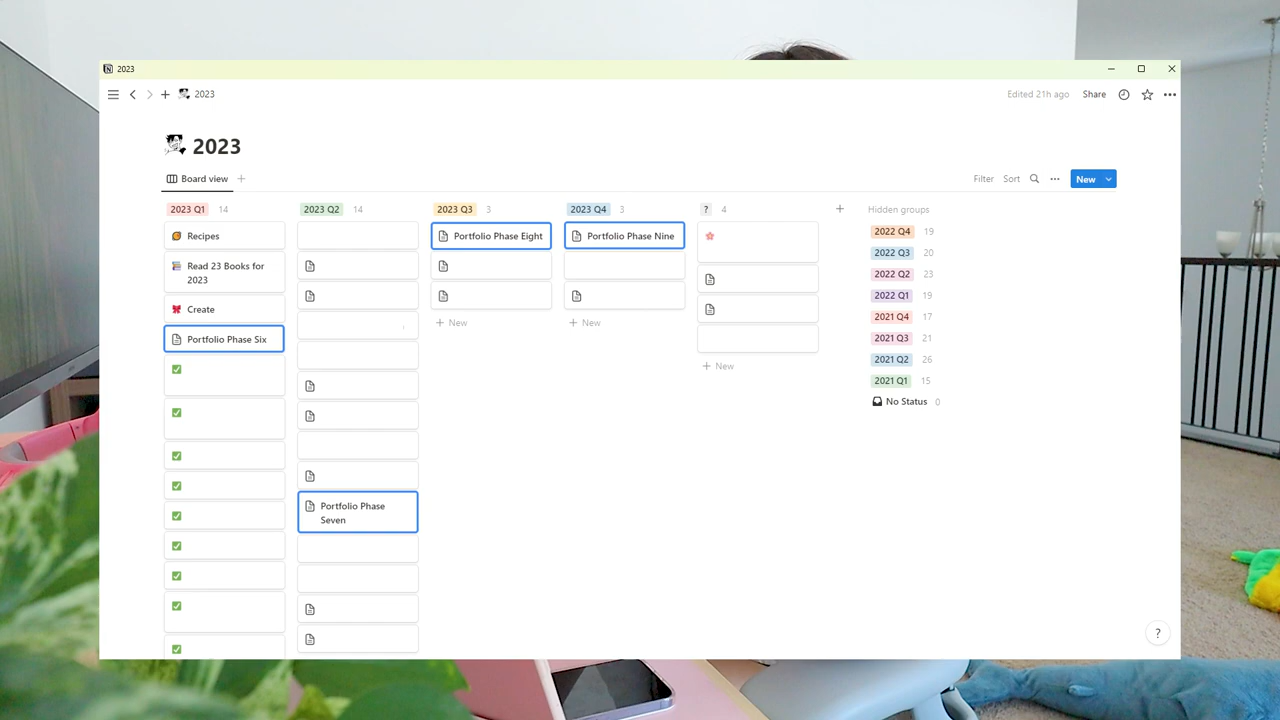 2023
2023
Edited 21h ago
Share
2023
Board view
Filter
Sort
New
2023 Q1 14
2023 Q2 14
2023 Q3 3
2023 Q4 3
? 4
Hidden groups
Recipes
Read 23 Books for
2023
Create
Portfolio Phase Six
Portfolio Phase
Seven
Portfolio Phase Eight
New
Portfolio Phase Nine
New
New
2022 Q4 19
2022 Q3 20
2022 Q2 23
2022 Q1 19
2021 Q4 17
2021 Q3 21
2021 Q2 26
2021 Q1 15
No Status 0
?